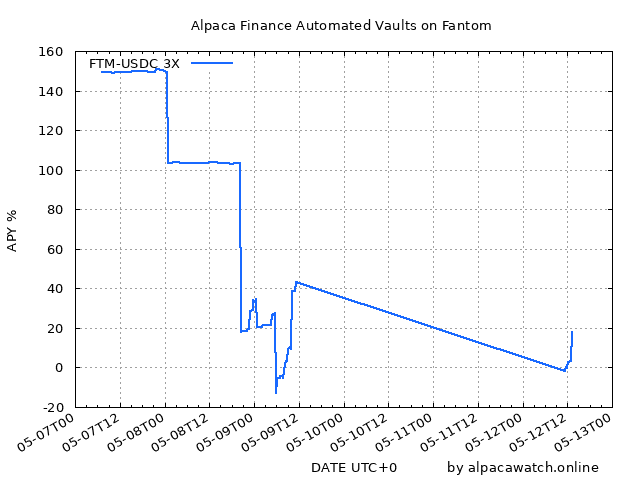 Alpaca Finance Automated Vaults on Fantom
FTM-USDC 3X
APY %
160
140
120
100
80
60
40
20
0
-20
05-07T00
05-07T12
05-08T00
05-08T12
05-09T00
05-09T12
05-10T00
05-10T12
05-11T00
05-11T12
05-12T00
05-12T12
05-13T00
DATE UTC+0
by alpacawatch.online